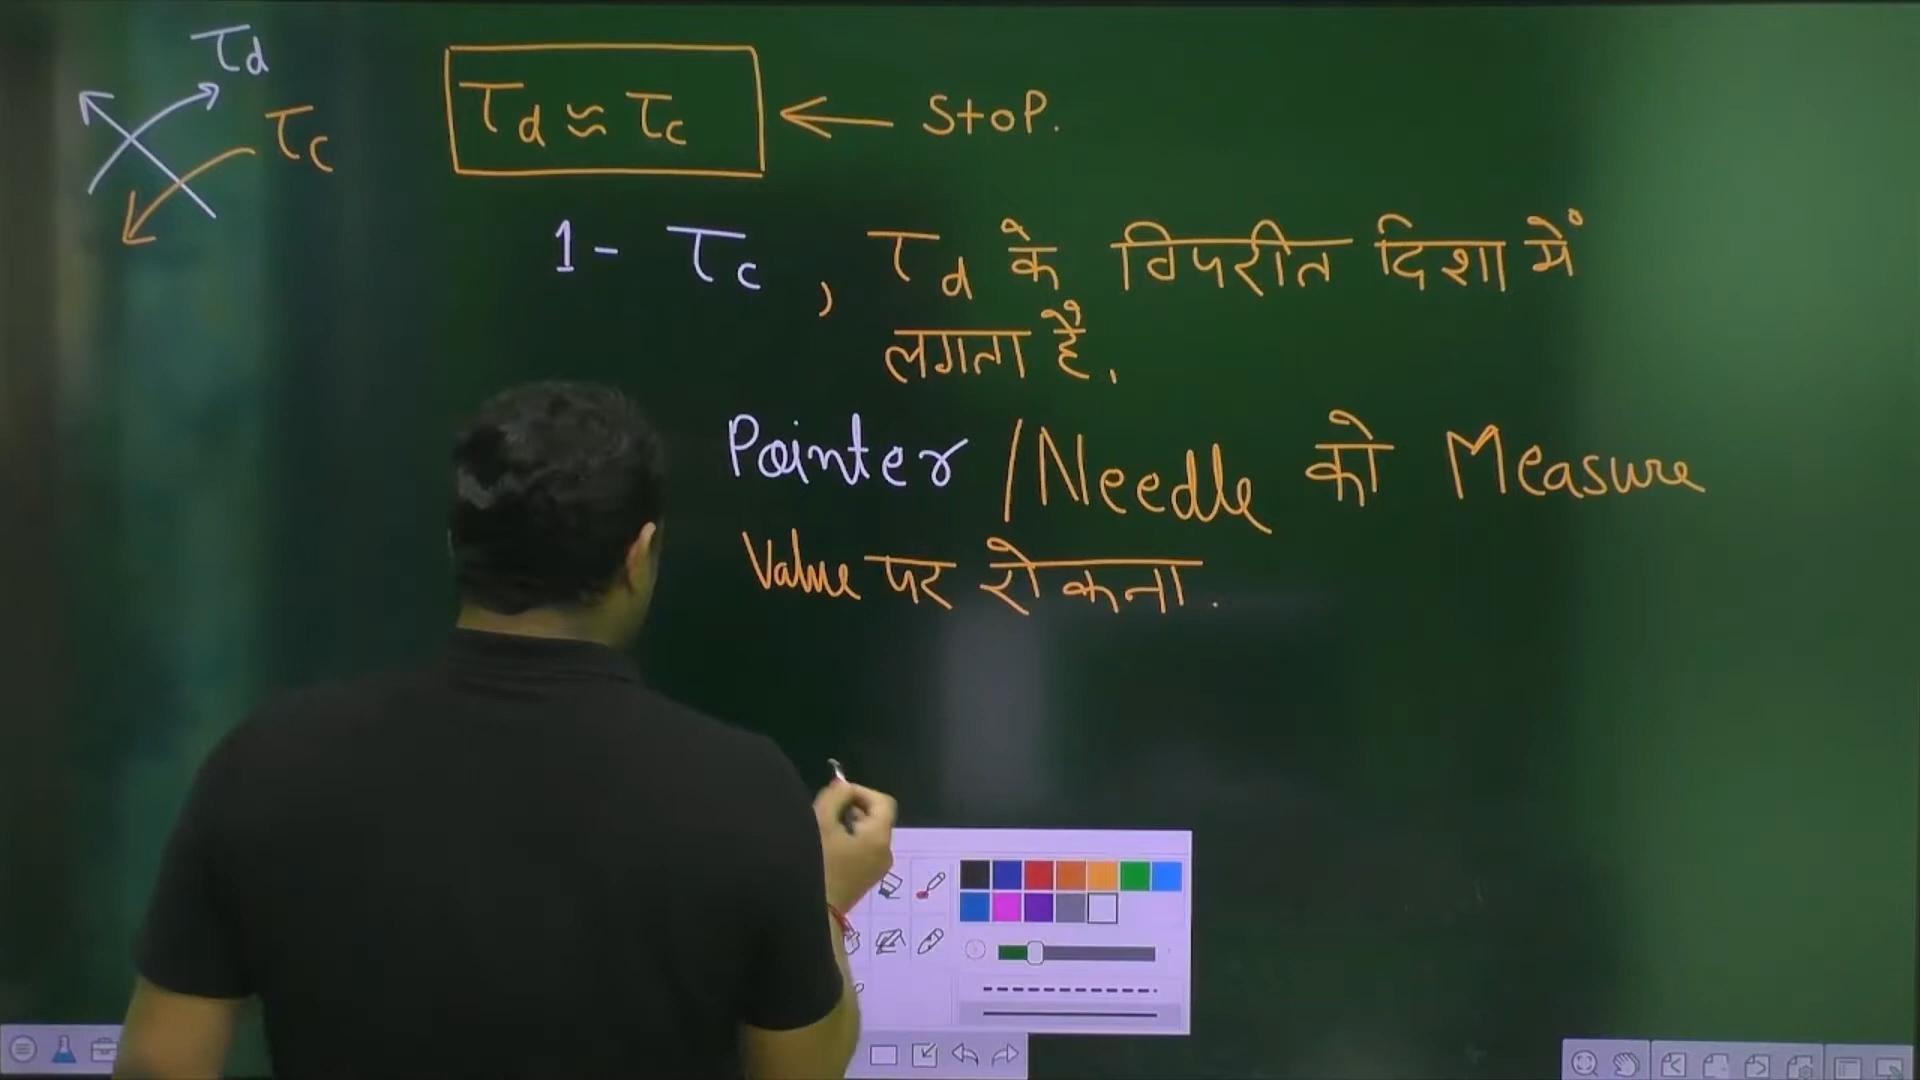 τd
τc
τd ≈ τc ← Stop.
1- τc , τd के विपरीत दिशा में
लगता है.
Pointer / Needle को Measure
Value पर रोकना.